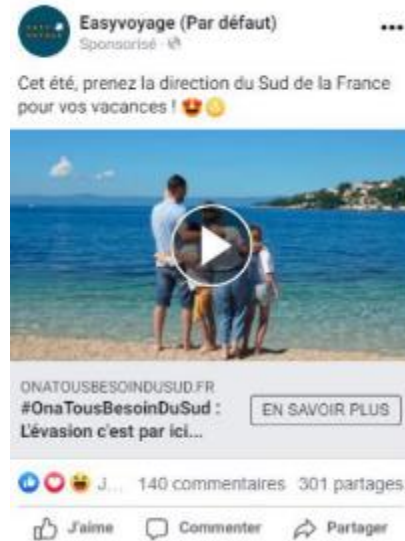 Easyvoyage (Par défaut)
Sponsorisé ·
Cet été, prenez la direction du Sud de la France
pour vos vacances !
ONATOUSBESOINDUSUD.FR
#OnaTousBesoinDuSud :
L'évasion c'est par ici...
EN SAVOIR PLUS
J... 140 commentaires 301 partages
J'aime Commenter Partager